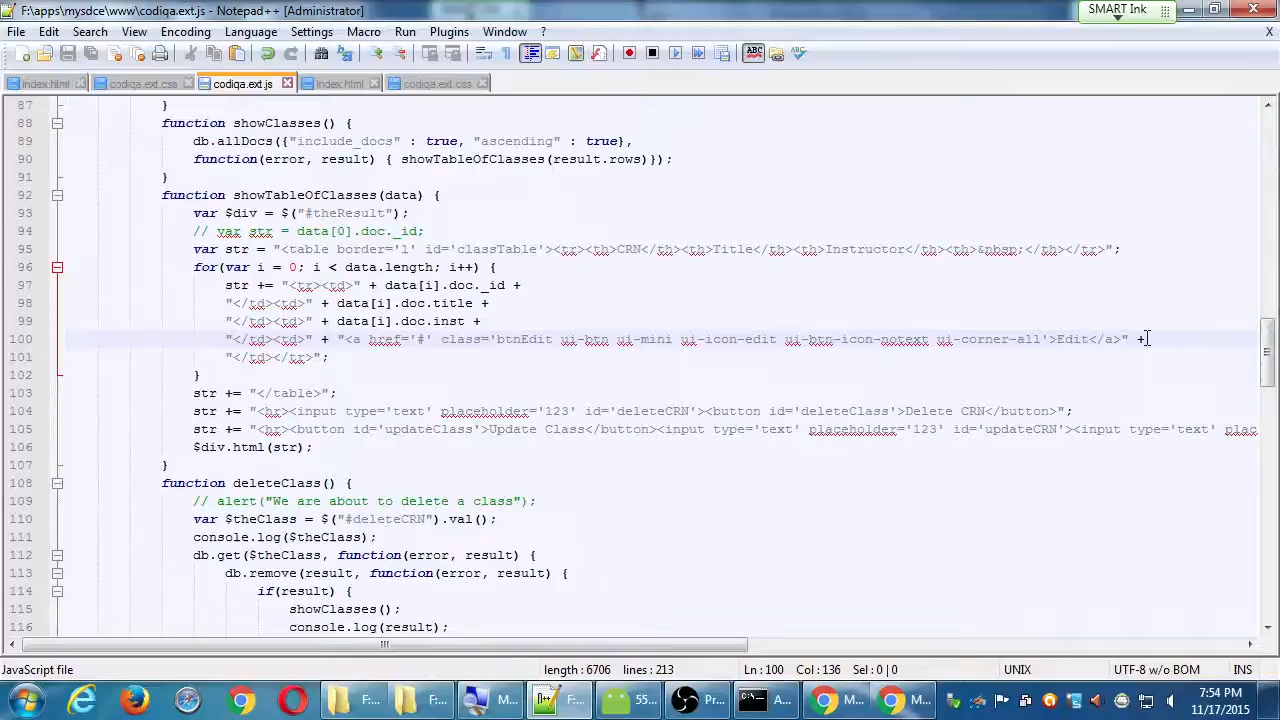 F:\apps\mysdce\www\codiqa.ext.js - Notepad++ [Administrator]
SMART Ink
File Edit Search View Encoding Language Settings Macro Run Plugins Window ? X
index.html codiqa.ext.css codiqa.ext.js index.html codiqa.ext.css
87 }
88 function showClasses() {
89 db.allDocs({"include_docs" : true, "ascending" : true},
90 function(error, result) { showTableOfClasses(result.rows)});
91 }
92 function showTableOfClasses(data) {
93 var $div = $("#theResult");
94 // var str = data[0].doc._id;
95 var str = "<table border='1' id='classTable'><tr><th>CRN</th><th>Title</th><th>Instructor</th><th>&nbsp;</th></tr>";
96 for(var i = 0; i < data.length; i++) {
97 str += "<tr><td>" + data[i].doc._id +
98 "</td><td>" + data[i].doc.title +
99 "</td><td>" + data[i].doc.inst +
100 "</td><td>" + "<a href='#' class='btnEdit ui-btn ui-mini ui-icon-edit ui-btn-icon-notext ui-corner-all'>Edit</a>" +
101 "</td></tr>";
102 }
103 str += "</table>";
104 str += "<hr><input type='text' placeholder='123' id='deleteCRN'><button id='deleteClass'>Delete CRN</button>";
105 str += "<hr><button id='updateClass'>Update Class</button><input type='text' placeholder='123' id='updateCRN'><input type='text' plac
106 $div.html(str);
107 }
108 function deleteClass() {
109 // alert("We are about to delete a class");
110 var $theClass = $("#deleteCRN").val();
111 console.log($theClass);
112 db.get($theClass, function(error, result) {
113 db.remove(result, function(error, result) {
114 if(result) {
115 showClasses();
116 console.log(result);
JavaScript file length : 6706 lines : 213 Ln : 100 Col : 136 Sel : 0 | 0 UNIX UTF-8 w/o BOM INS
F:... F:... M... F:... 55... Pr... A... M... M...
7:54 PM
11/17/2015